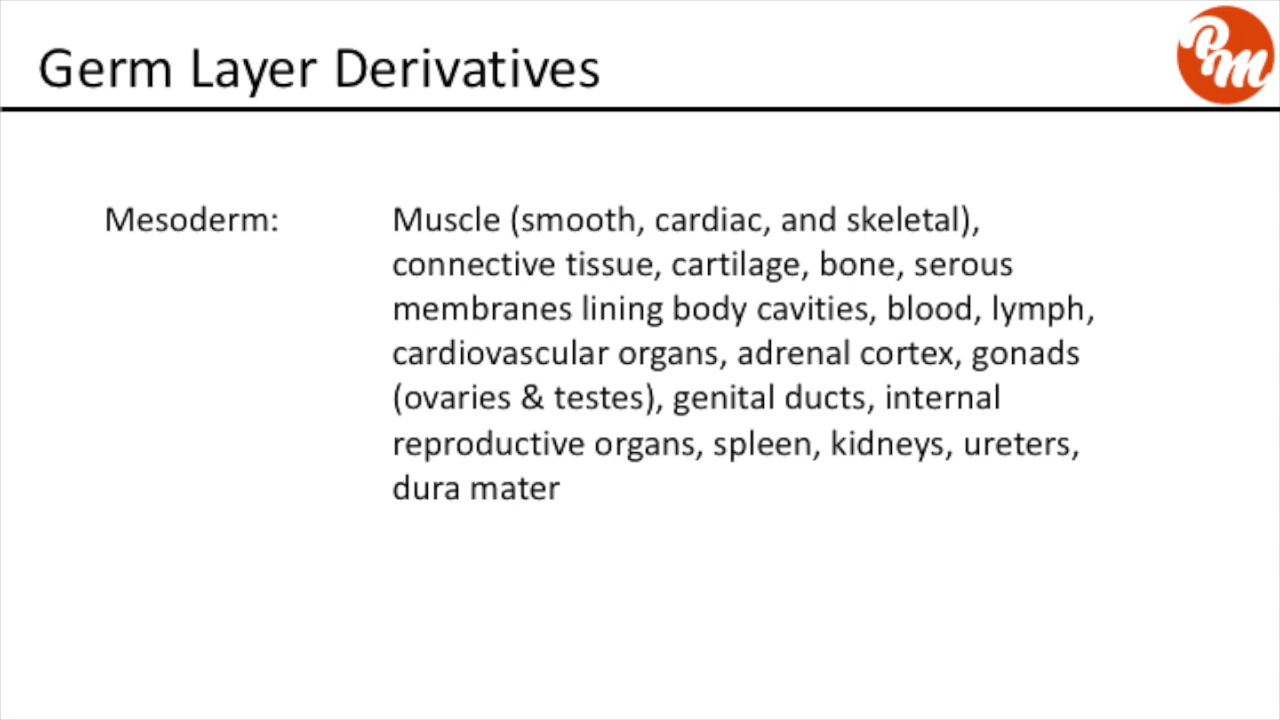 Germ Layer Derivatives
PM
Mesoderm:
Muscle (smooth, cardiac, and skeletal),
connective tissue, cartilage, bone, serous
membranes lining body cavities, blood, lymph,
cardiovascular organs, adrenal cortex, gonads
(ovaries & testes), genital ducts, internal
reproductive organs, spleen, kidneys, ureters,
dura mater